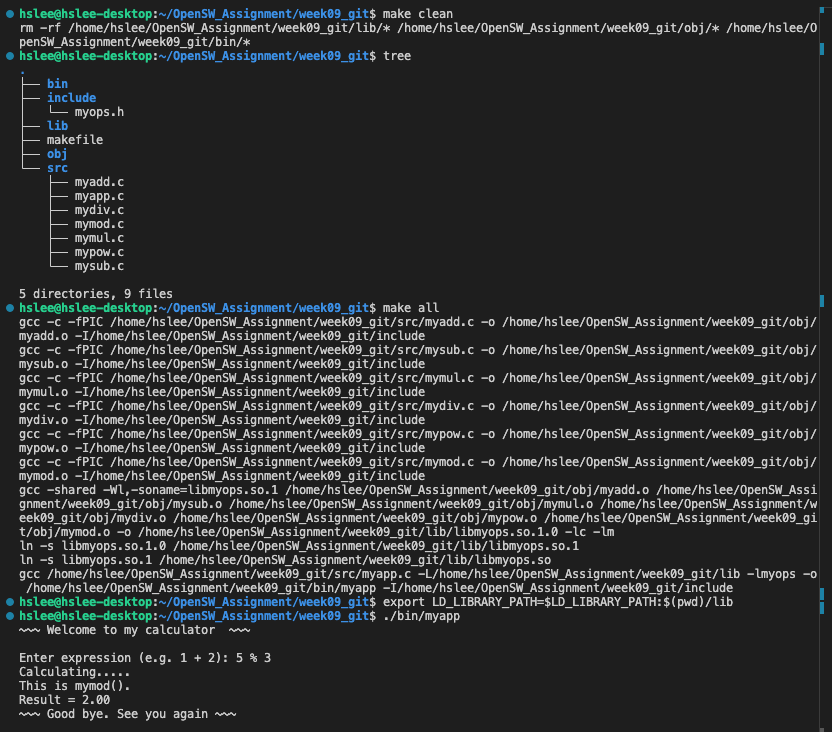 hslee@hslee-desktop:~/OpenSW_Assignment/week09_git$ make clean
rm -rf /home/hslee/OpenSW_Assignment/week09_git/lib/* /home/hslee/OpenSW_Assignment/week09_git/obj/* /home/hslee/O
penSW_Assignment/week09_git/bin/*
hslee@hslee-desktop:~/OpenSW_Assignment/week09_git$ tree
.
├── bin
├── include
│   └── myops.h
├── lib
├── makefile
├── obj
└── src
    ├── myadd.c
    ├── myapp.c
    ├── mydiv.c
    ├── mymod.c
    ├── mymul.c
    ├── mypow.c
    └── mysub.c

5 directories, 9 files
hslee@hslee-desktop:~/OpenSW_Assignment/week09_git$ make all
gcc -c -fPIC /home/hslee/OpenSW_Assignment/week09_git/src/myadd.c -o /home/hslee/OpenSW_Assignment/week09_git/obj/
myadd.o -I/home/hslee/OpenSW_Assignment/week09_git/include
gcc -c -fPIC /home/hslee/OpenSW_Assignment/week09_git/src/mysub.c -o /home/hslee/OpenSW_Assignment/week09_git/obj/
mysub.o -I/home/hslee/OpenSW_Assignment/week09_git/include
gcc -c -fPIC /home/hslee/OpenSW_Assignment/week09_git/src/mymul.c -o /home/hslee/OpenSW_Assignment/week09_git/obj/
mymul.o -I/home/hslee/OpenSW_Assignment/week09_git/include
gcc -c -fPIC /home/hslee/OpenSW_Assignment/week09_git/src/mydiv.c -o /home/hslee/OpenSW_Assignment/week09_git/obj/
mydiv.o -I/home/hslee/OpenSW_Assignment/week09_git/include
gcc -c -fPIC /home/hslee/OpenSW_Assignment/week09_git/src/mypow.c -o /home/hslee/OpenSW_Assignment/week09_git/obj/
mypow.o -I/home/hslee/OpenSW_Assignment/week09_git/include
gcc -c -fPIC /home/hslee/OpenSW_Assignment/week09_git/src/mymod.c -o /home/hslee/OpenSW_Assignment/week09_git/obj/
mymod.o -I/home/hslee/OpenSW_Assignment/week09_git/include
gcc -shared -Wl,-soname=libmyops.so.1 /home/hslee/OpenSW_Assignment/week09_git/obj/myadd.o /home/hslee/OpenSW_Assi
gnment/week09_git/obj/mysub.o /home/hslee/OpenSW_Assignment/week09_git/obj/mymul.o /home/hslee/OpenSW_Assignment/w
eek09_git/obj/mydiv.o /home/hslee/OpenSW_Assignment/week09_git/obj/mypow.o /home/hslee/OpenSW_Assignment/week09_gi
t/obj/mymod.o -o /home/hslee/OpenSW_Assignment/week09_git/lib/libmyops.so.1.0 -lc -lm
ln -s libmyops.so.1.0 /home/hslee/OpenSW_Assignment/week09_git/lib/libmyops.so.1
ln -s libmyops.so.1 /home/hslee/OpenSW_Assignment/week09_git/lib/libmyops.so
gcc /home/hslee/OpenSW_Assignment/week09_git/src/myapp.c -L/home/hslee/OpenSW_Assignment/week09_git/lib -lmyops -o
 /home/hslee/OpenSW_Assignment/week09_git/bin/myapp -I/home/hslee/OpenSW_Assignment/week09_git/include
hslee@hslee-desktop:~/OpenSW_Assignment/week09_git$ export LD_LIBRARY_PATH=$LD_LIBRARY_PATH:$(pwd)/lib
hslee@hslee-desktop:~/OpenSW_Assignment/week09_git$ ./bin/myapp
~~~ Welcome to my calculator  ~~~

Enter expression (e.g. 1 + 2): 5 % 3
Calculating.....
This is mymod().
Result = 2.00
~~~ Good bye. See you again ~~~